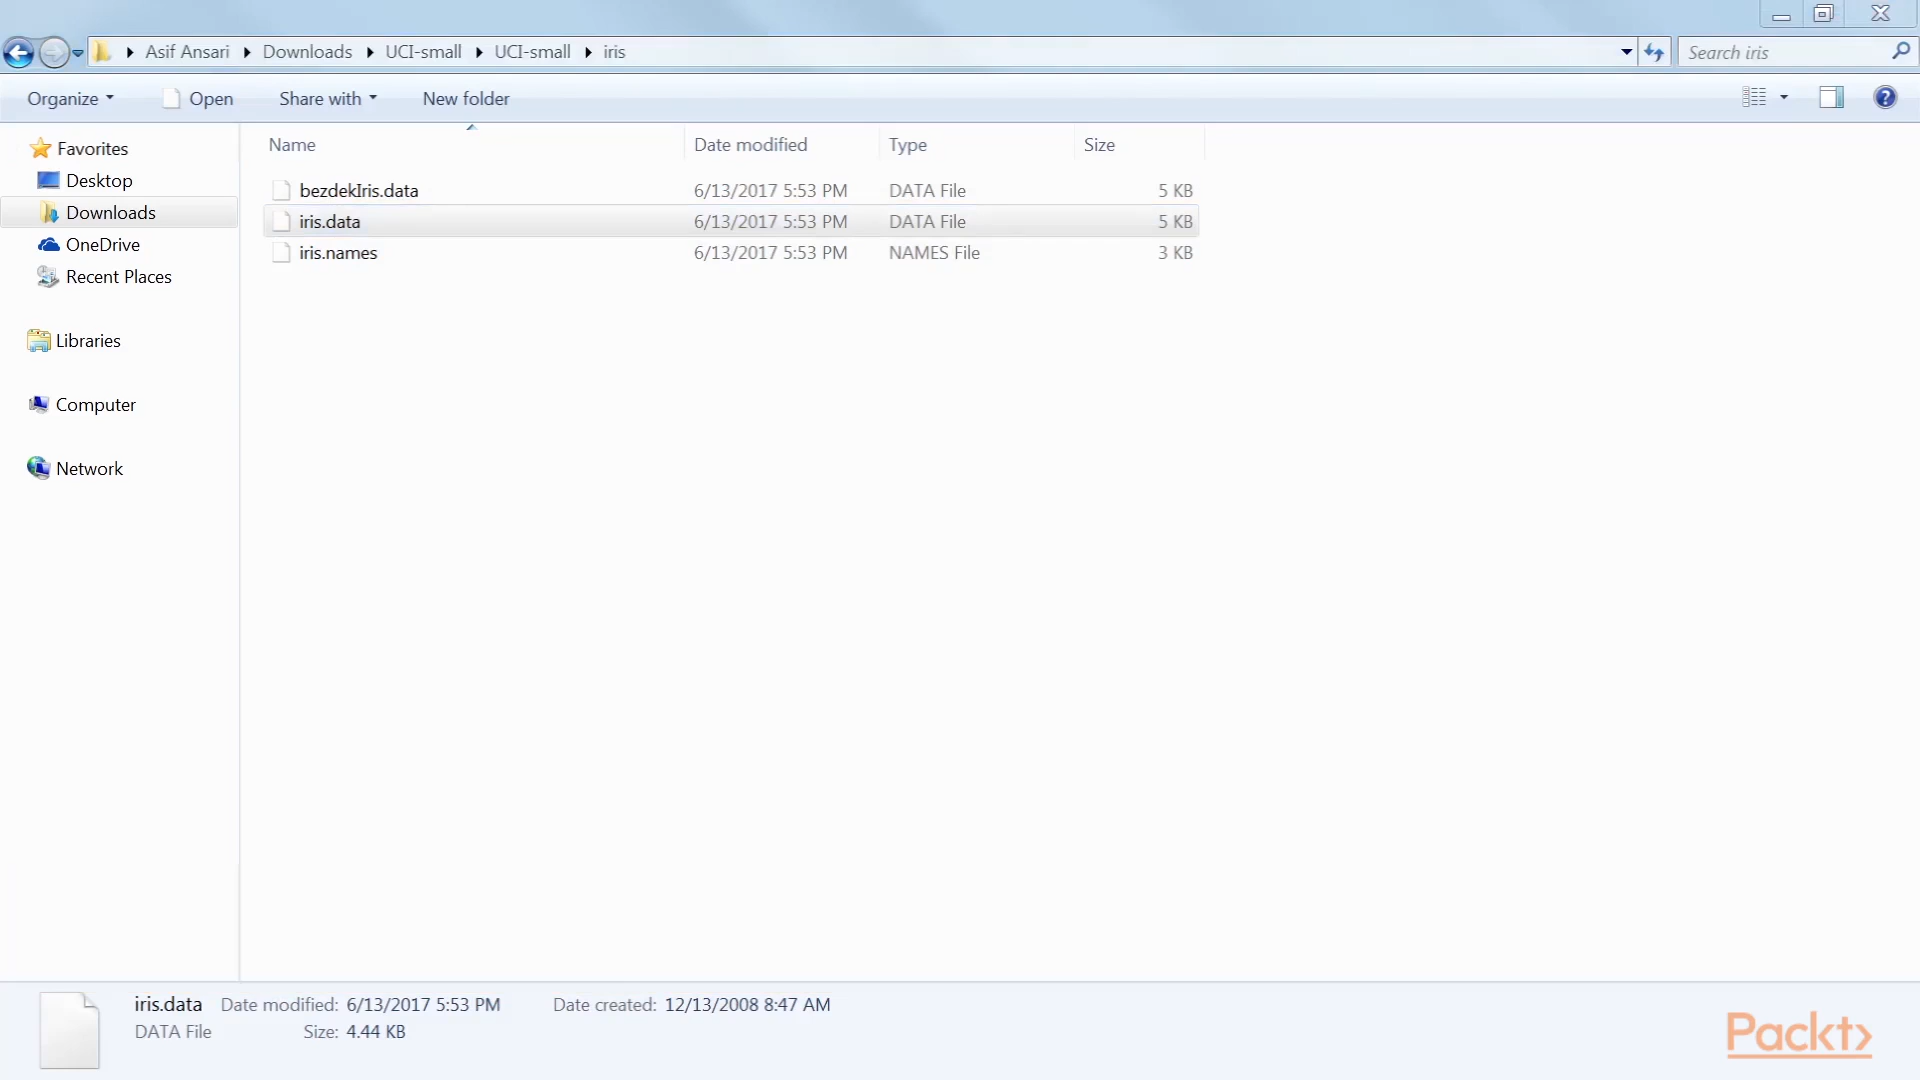 Asif Ansari Downloads UCI-small UCI-small iris Search iris
Organize Open Share with New folder ?
Name Date modified Type Size
Favorites
Desktop
Downloads
OneDrive
Recent Places
Libraries
Computer
Network
bezdekIris.data 6/13/2017 5:53 PM DATA File 5 KB
iris.data 6/13/2017 5:53 PM DATA File 5 KB
iris.names 6/13/2017 5:53 PM NAMES File 3 KB
iris.data Date modified: 6/13/2017 5:53 PM Date created: 12/13/2008 8:47 AM
DATA File Size: 4.44 KB
Packt>